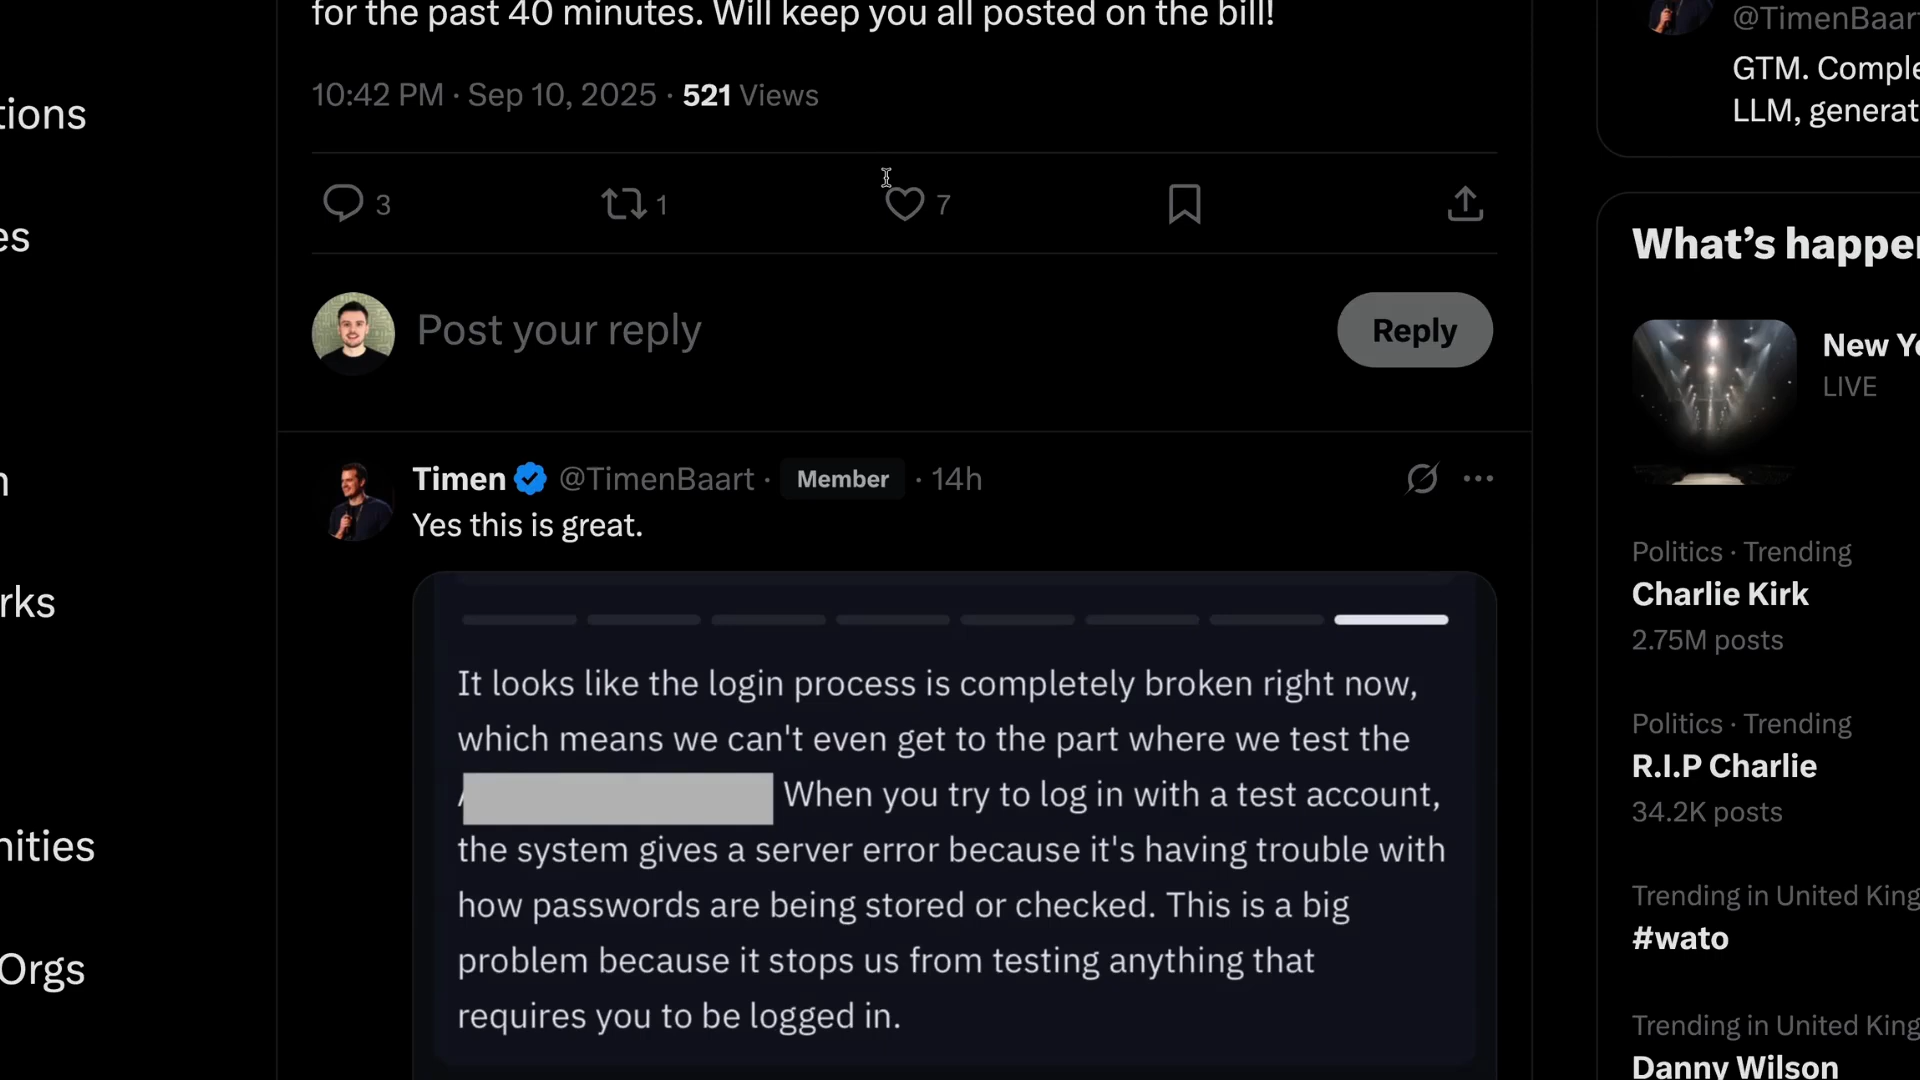 for the past 40 minutes. Will keep you all posted on the bill!
10:42 PM · Sep 10, 2025 · 521 Views
3
1
7
Post your reply
Reply
Timen @TimenBaart · Member · 14h
Yes this is great.
It looks like the login process is completely broken right now,
which means we can't even get to the part where we test the
When you try to log in with a test account,
the system gives a server error because it's having trouble with
how passwords are being stored or checked. This is a big
problem because it stops us from testing anything that
requires you to be logged in.
tions
es
rks
nities
Orgs
@TimenBaart
GTM. Comple
LLM, generat
What's happen
New Yo
LIVE
Politics · Trending
Charlie Kirk
2.75M posts
Politics · Trending
R.I.P Charlie
34.2K posts
Trending in United King
#wato
Trending in United King
Danny Wilson